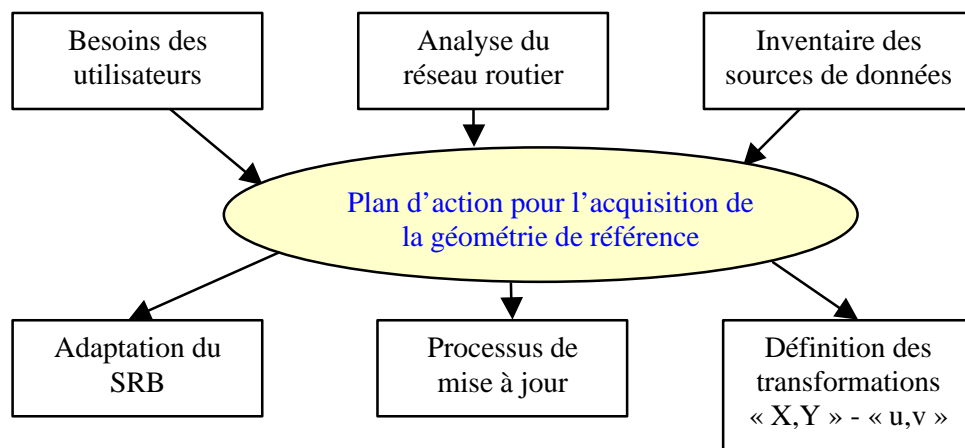 Besoins des
utilisateurs
Analyse du
réseau routier
Inventaire des
sources de données
Plan d’action pour l’acquisition de
la géométrie de référence
Adaptation du
SRB
Processus de
mise à jour
Définition des
transformations
« X,Y » - « u,v »